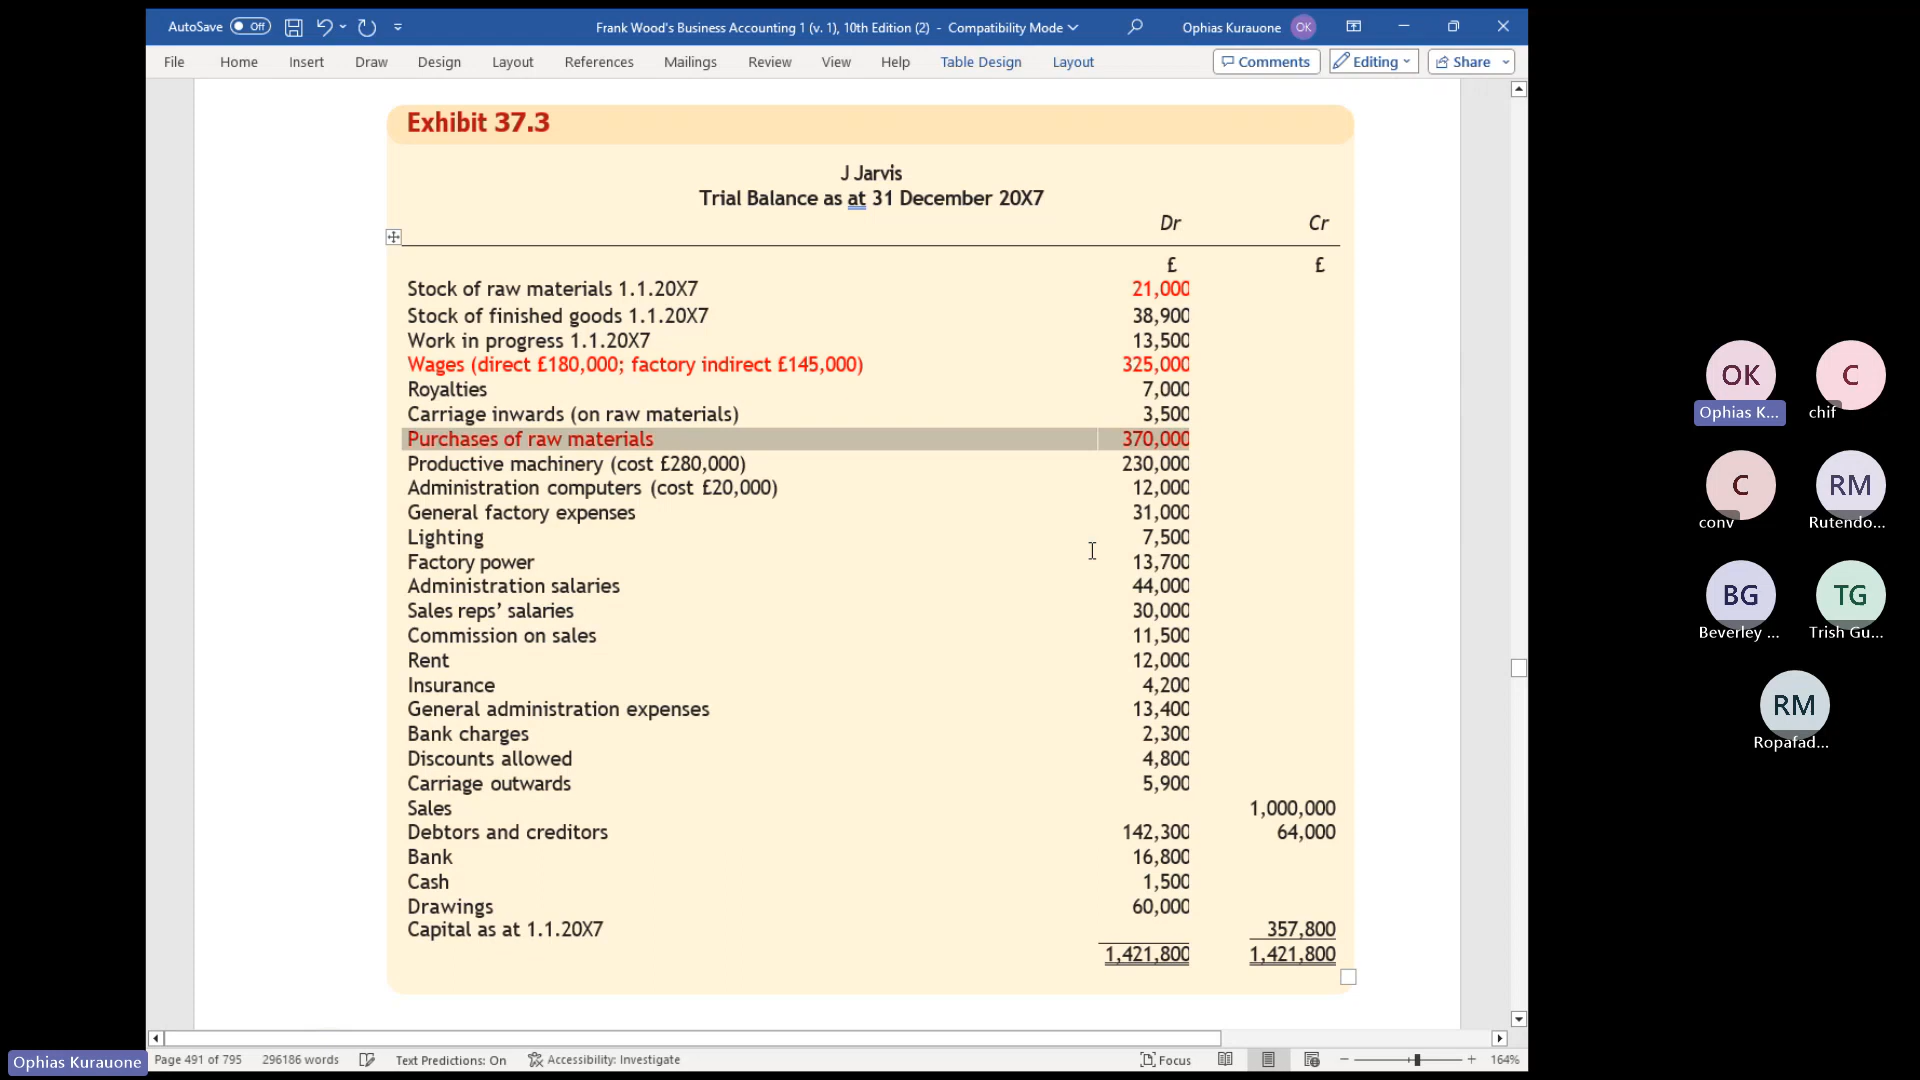 AutoSave Off Frank Wood's Business Accounting 1 (v. 1), 10th Edition (2) - Compatibility Mode Ophias Kurauone OK
File Home Insert Draw Design Layout References Mailings Review View Help Table Design Layout Comments Editing Share
Exhibit 37.3
J Jarvis
Trial Balance as at 31 December 20X7
Dr Cr
£ £
Stock of raw materials 1.1.20X7 21,000
Stock of finished goods 1.1.20X7 38,900
Work in progress 1.1.20X7 13,500
Wages (direct £180,000; factory indirect £145,000) 325,000
Royalties 7,000
Carriage inwards (on raw materials) 3,500
Purchases of raw materials 370,000
Productive machinery (cost £280,000) 230,000
Administration computers (cost £20,000) 12,000
General factory expenses 31,000
Lighting 7,500
Factory power 13,700
Administration salaries 44,000
Sales reps’ salaries 30,000
Commission on sales 11,500
Rent 12,000
Insurance 4,200
General administration expenses 13,400
Bank charges 2,300
Discounts allowed 4,800
Carriage outwards 5,900
Sales 1,000,000
Debtors and creditors 142,300 64,000
Bank 16,800
Cash 1,500
Drawings 60,000
Capital as at 1.1.20X7 357,800
1,421,800 1,421,800
OK C
Ophias K... chif
C RM
conv Rutendo...
BG TG
Beverley ... Trish Gu...
RM
Ropafad...
Ophias Kurauone Page 491 of 795 296186 words Text Predictions: On Accessibility: Investigate Focus 164%